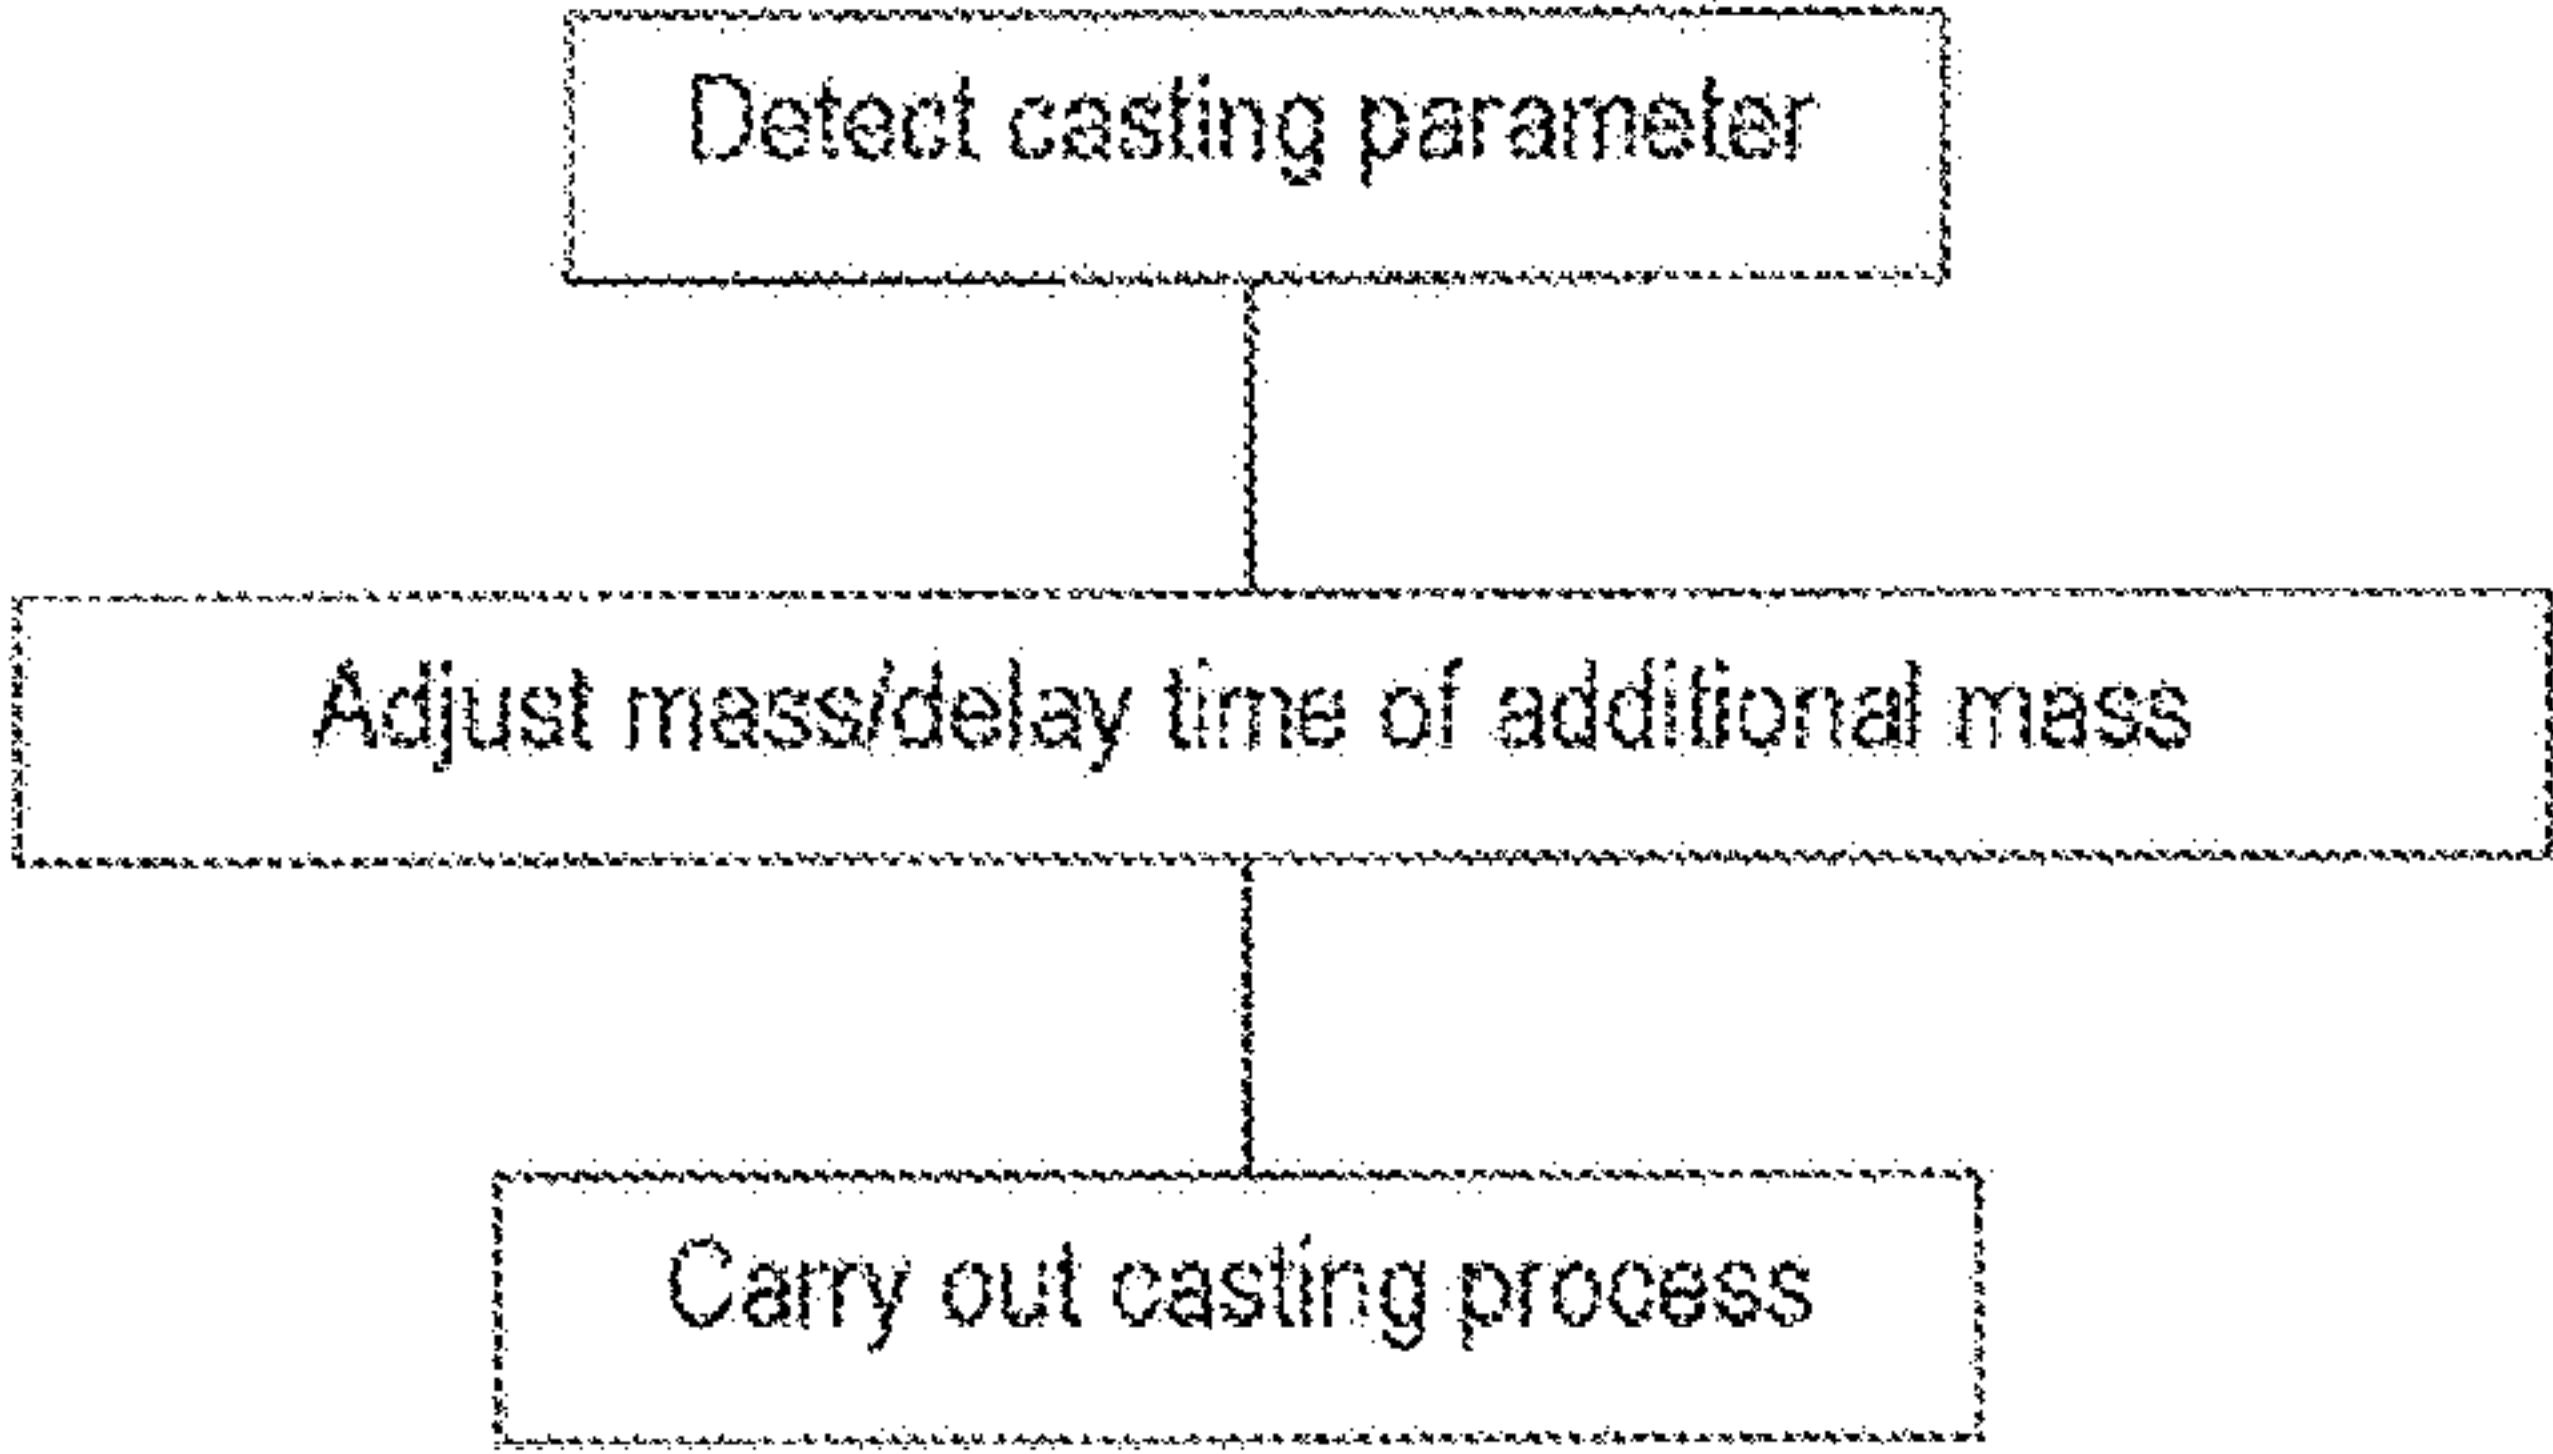 Detect casting parameter
Adjust mass/delay time of additional mass
Carry out casting process